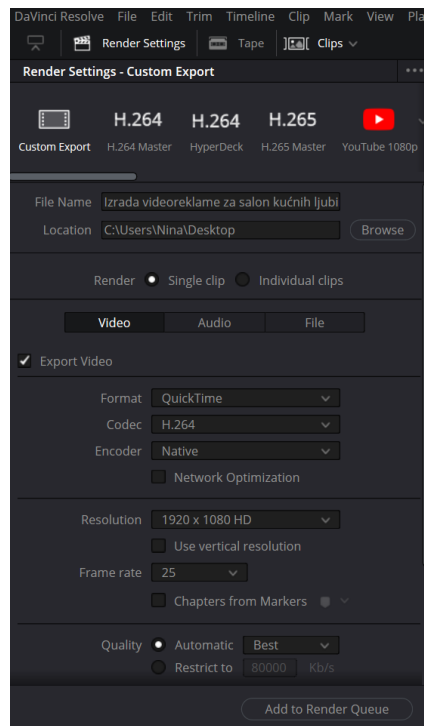 DaVinci Resolve File Edit Trim Timeline Clip Mark View Pla
Render Settings Tape Clips
Render Settings - Custom Export
H.264 H.264 H.265
Custom Export H.264 Master HyperDeck H.265 Master YouTube 1080p
File Name Izrada videoreklame za salon kućnih ljubi
Location C:\Users\Nina\Desktop Browse
Render Single clip Individual clips
Video Audio File
Export Video
Format QuickTime
Codec H.264
Encoder Native
Network Optimization
Resolution 1920 x 1080 HD
Use vertical resolution
Frame rate 25
Chapters from Markers
Quality Automatic Best
Restrict to 80000 Kb/s
Add to Render Queue